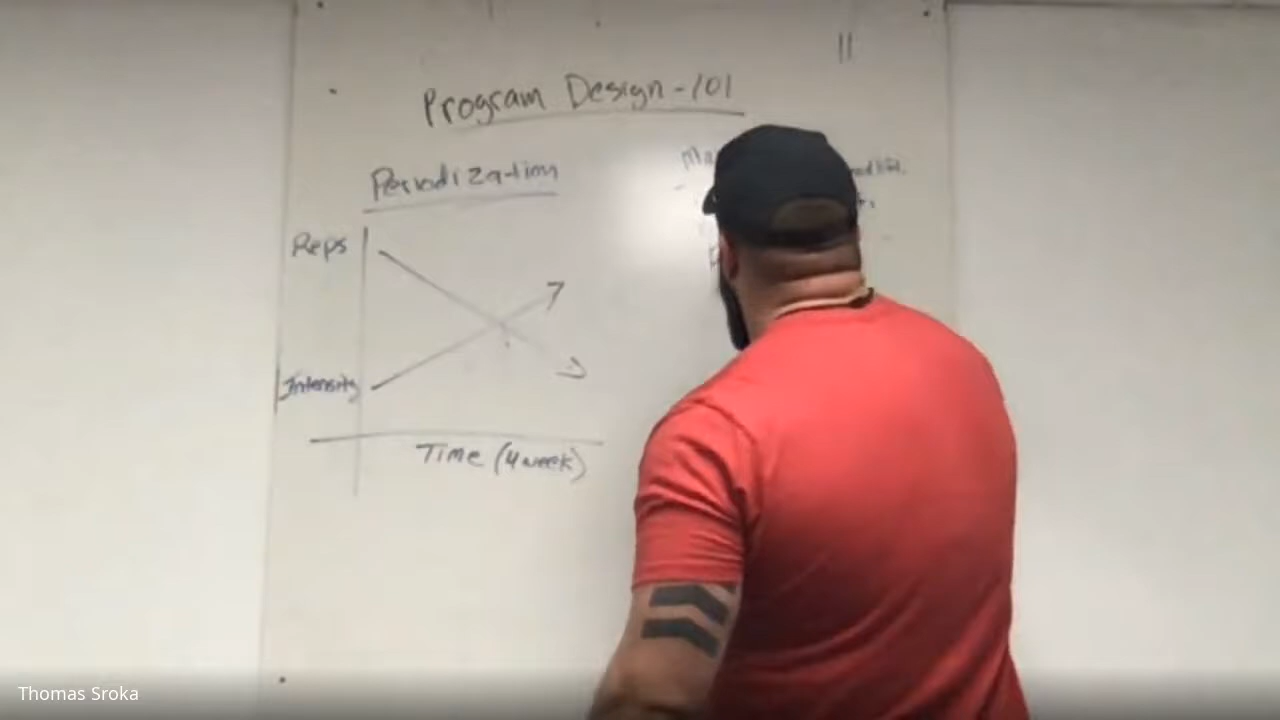 Program Design -101
Periodization
Reps
Intensity
Time (4 week)
Thomas Sroka